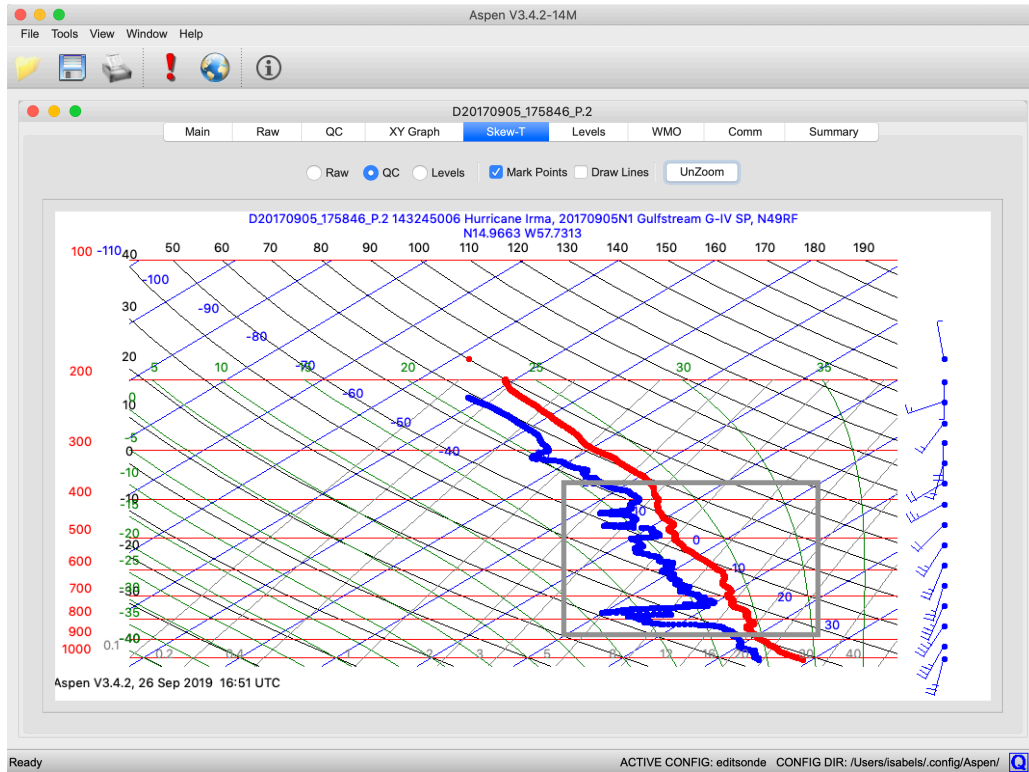 Aspen V3.4.2-14M
File Tools View Window Help
D20170905_175846_P.2
Main Raw QC XY Graph Skew-T Levels WMO Comm Summary
Raw QC Levels Mark Points Draw Lines UnZoom
D20170905_175846_P.2 143245006 Hurricane Irma, 20170905N1 Gulfstream G-IV SP, N49RF
N14.9663 W57.7313
100 -110 40 50 60 70 80 90 100 110 120 130 140 150 160 170 180 190
-100
30 -90
-80
20 5 10 -70 20 25 30 35
200
0 -60
10
-50
-5
300 0 -40
-10
400 -10
-15 10
500 -20 0
-20
600 -25 -10
700 -30
800 -35 20
900 -40 30
1000 0.1 0.2 0.4 1 2 3 5 8 12 16 20 30 40
Aspen V3.4.2, 26 Sep 2019 16:51 UTC
Ready ACTIVE CONFIG: editsonde CONFIG DIR: /Users/isabels/.config/Aspen/ Q